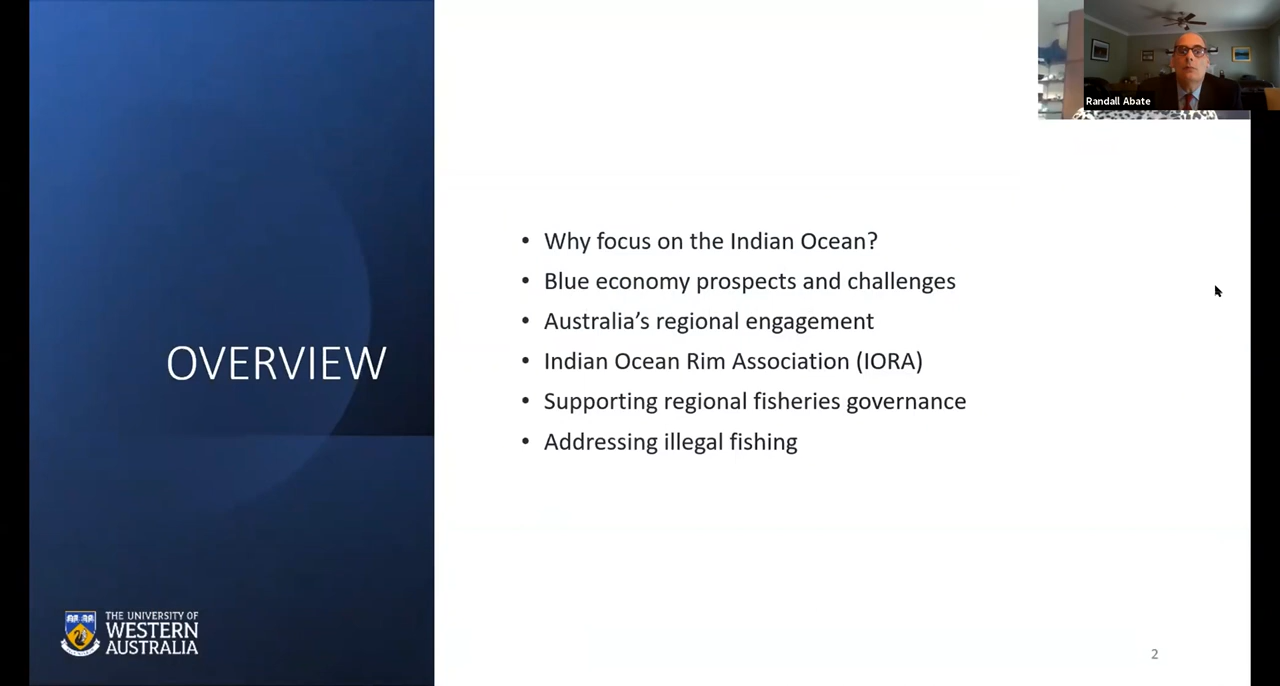 Randall Abate
OVERVIEW
• Why focus on the Indian Ocean?
• Blue economy prospects and challenges
• Australia’s regional engagement
• Indian Ocean Rim Association (IORA)
• Supporting regional fisheries governance
• Addressing illegal fishing
THE UNIVERSITY OF
WESTERN
AUSTRALIA
2